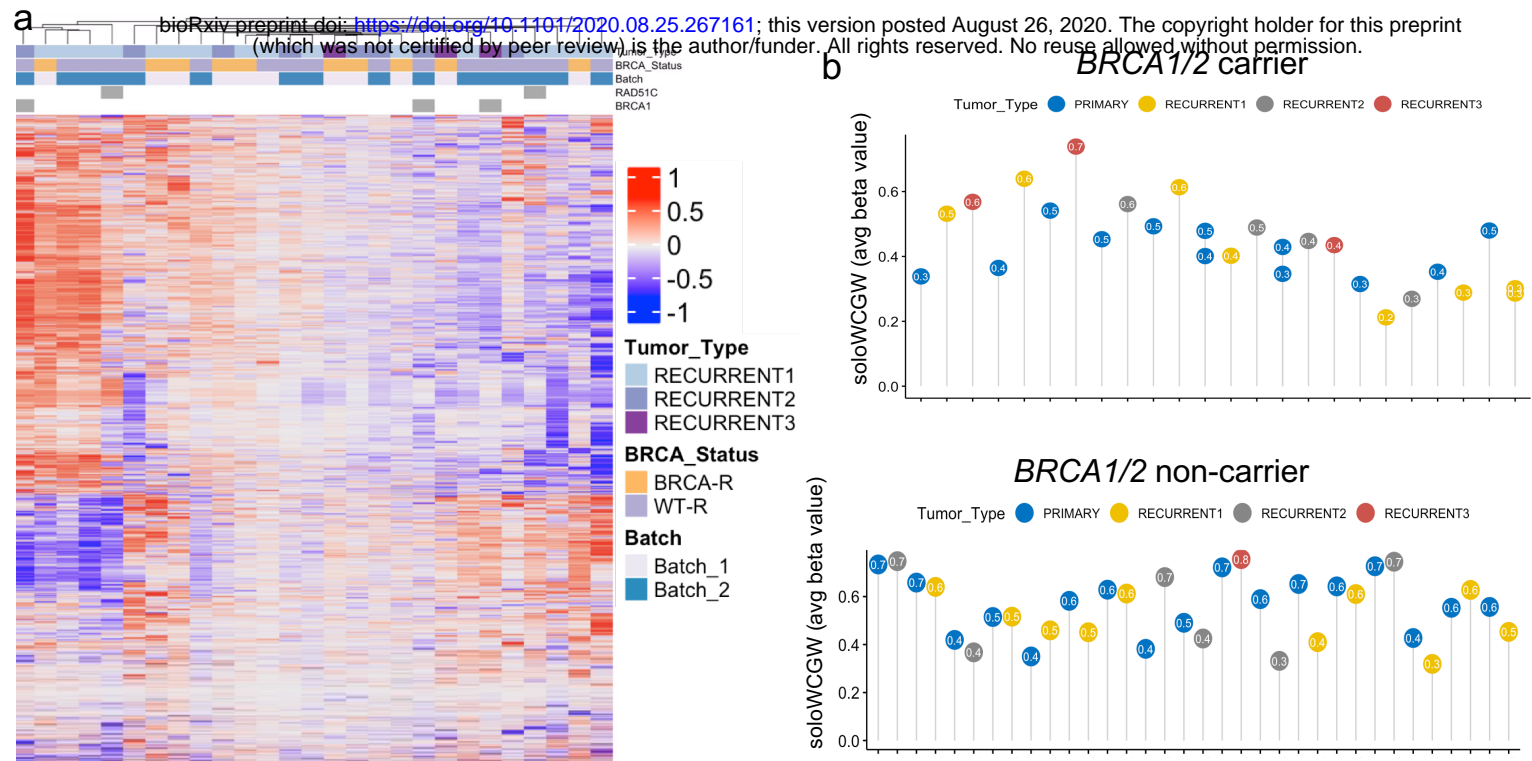 a
bioRxiv preprint doi: https://doi.org/10.1101/2020.08.25.267161; this version posted August 26, 2020. The copyright holder for this preprint
(which was not certified by peer review) is the author/funder. All rights reserved. No reuse allowed without permission.
Tumor_Type
BRCA_Status
Batch
RAD51C
BRCA1
1
0.5
0
-0.5
-1
Tumor_Type
RECURRENT1
RECURRENT2
RECURRENT3
BRCA_Status
BRCA-R
WT-R
Batch
Batch_1
Batch_2
b
BRCA1/2 carrier
Tumor_Type PRIMARY RECURRENT1 RECURRENT2 RECURRENT3
soloWCGW (avg beta value)
0.6
0.4
0.2
0.0
0.3 0.5 0.6 0.4 0.6 0.5 0.7 0.5 0.6 0.5 0.6 0.5 0.4 0.4 0.5 0.4 0.3 0.4 0.4 0.3 0.2 0.3 0.4 0.3 0.5 0.3
BRCA1/2 non-carrier
Tumor_Type PRIMARY RECURRENT1 RECURRENT2 RECURRENT3
soloWCGW (avg beta value)
0.6
0.4
0.2
0.0
0.7 0.7 0.7 0.6 0.4 0.4 0.5 0.5 0.4 0.5 0.6 0.5 0.6 0.6 0.4 0.7 0.5 0.4 0.7 0.8 0.6 0.3 0.7 0.4 0.6 0.6 0.7 0.7 0.4 0.3 0.6 0.6 0.6 0.5